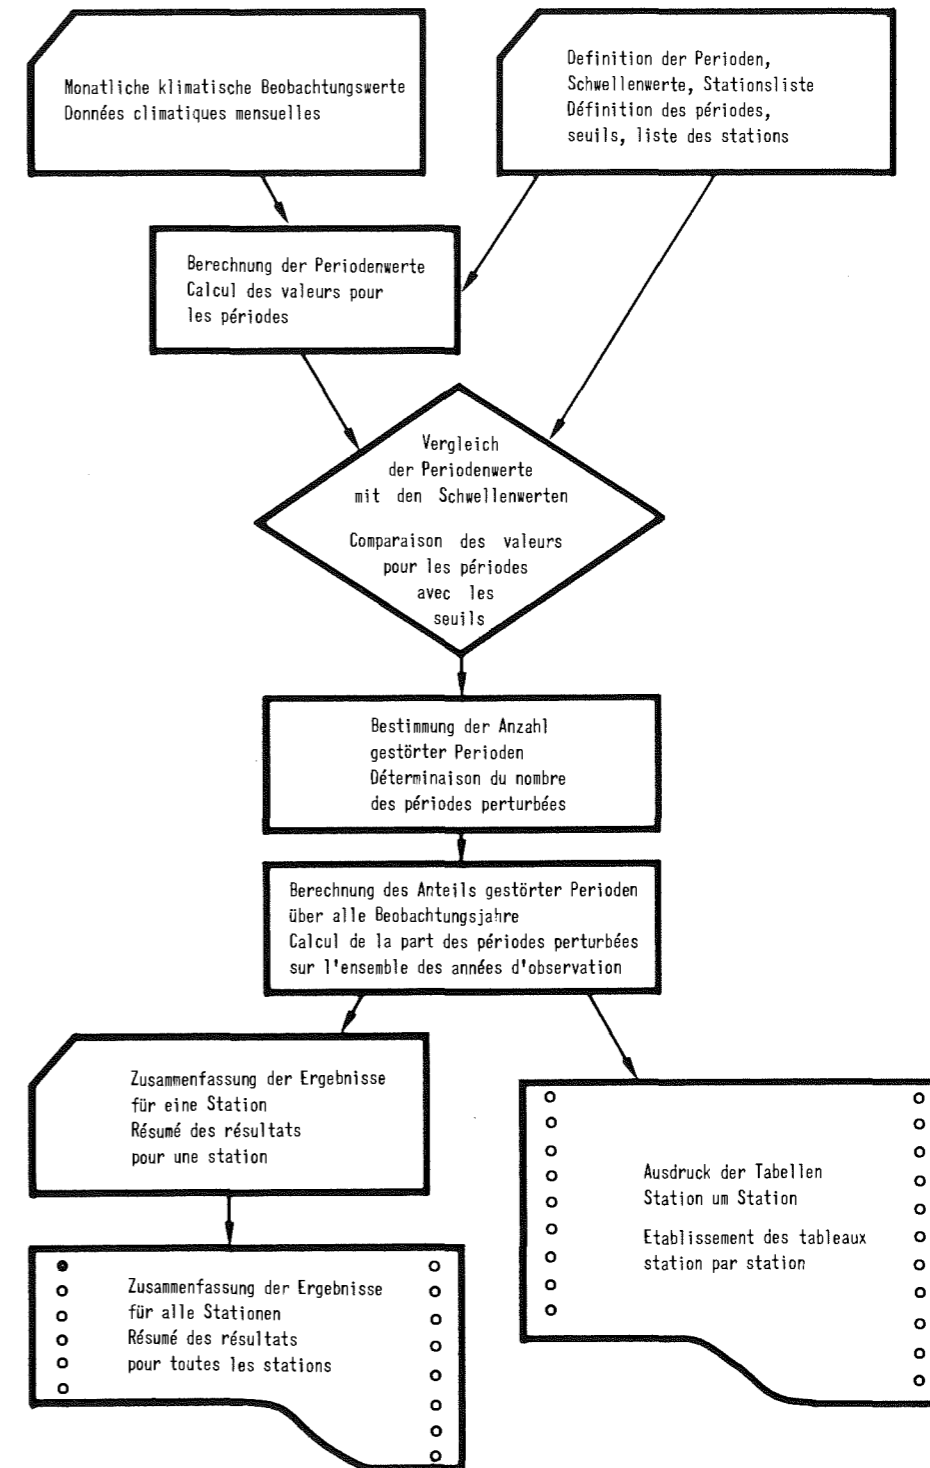 Monatliche klimatische Beobachtungswerte
Données climatiques mensuelles
Definition der Perioden,
Schwellenwerte, Stationsliste
Définition des périodes,
seuils, liste des stations
Berechnung der Periodenwerte
Calcul des valeurs pour
les périodes
Vergleich
der Periodenwerte
mit den Schwellenwerten
Comparaison des valeurs
pour les périodes
avec les
seuils
Bestimmung der Anzahl
gestörter Perioden
Déterminaison du nombre
des périodes perturbées
Berechnung des Anteils gestörter Perioden
über alle Beobachtungsjahre
Calcul de la part des périodes perturbées
sur l'ensemble des années d'observation
Zusammenfassung der Ergebnisse
für eine Station
Résumé des résultats
pour une station
Ausdruck der Tabellen
Station um Station
Etablissement des tableaux
station par station
Zusammenfassung der Ergebnisse
für alle Stationen
Résumé des résultats
pour toutes les stations